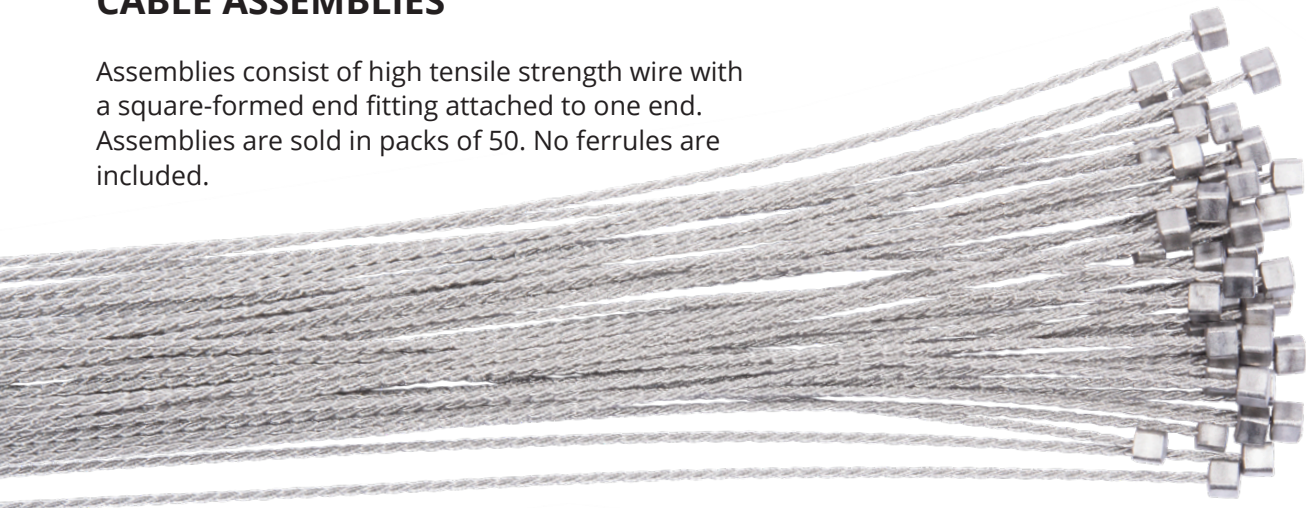 CABLE ASSEMBLIES
Assemblies consist of high tensile strength wire with
a square-formed end fitting attached to one end.
Assemblies are sold in packs of 50. No ferrules are
included.